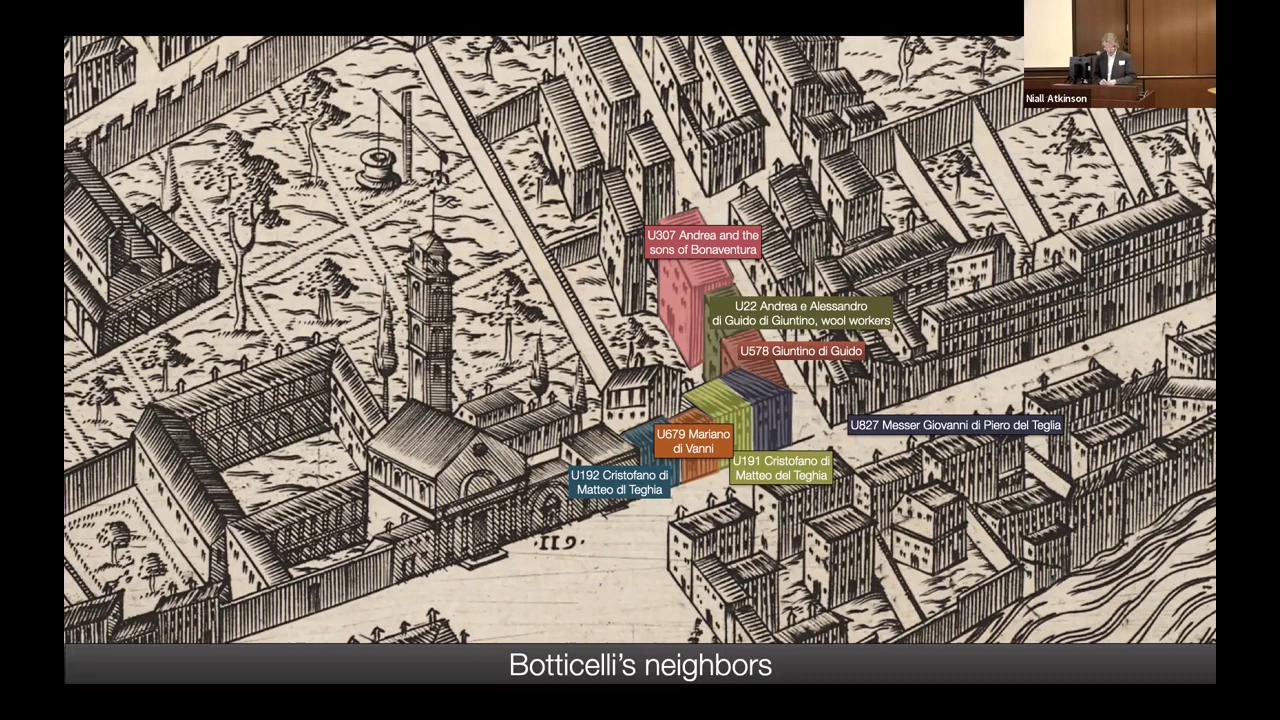 Niall Atkinson
U307 Andrea and the
sons of Bonaventura
U22 Andrea e Alessandro
di Guido di Giuntino, wool workers
U578 Giuntino di Guido
U827 Messer Giovanni di Piero del Teglia
U679 Mariano
di Vanni
U191 Cristofano di
Matteo del Teghia
U192 Cristofano di
Matteo di Teghia
·119·
Botticelli’s neighbors